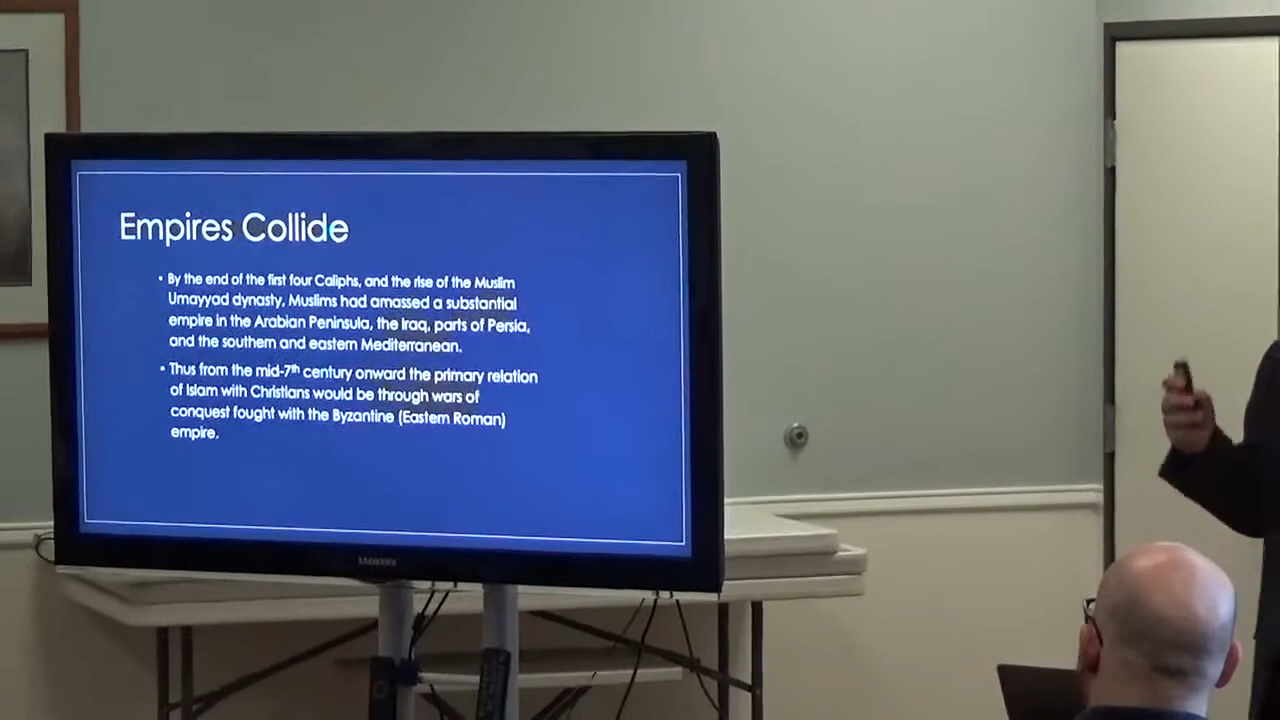 Empires Collide
• By the end of the first four Caliphs, and the rise of the Muslim
Umayyad dynasty, Muslims had amassed a substantial
empire in the Arabian Peninsula, the Iraq, parts of Persia,
and the southern and eastern Mediterranean.
• Thus from the mid-7th century onward the primary relation
of Islam with Christians would be through wars of
conquest fought with the Byzantine (Eastern Roman)
empire.